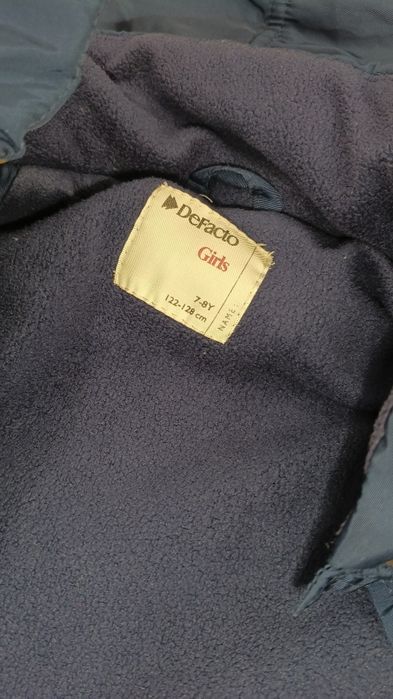 DeFacto
Girls
7-8Y
122-128 cm
NAME: